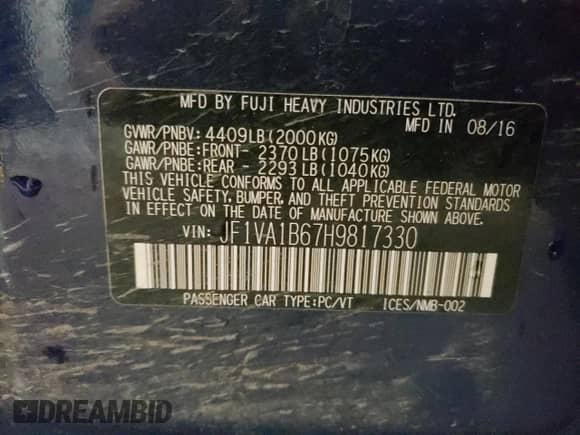 MFD BY FUJI HEAVY INDUSTRIES LTD.
MFD IN 08/16
GVWR/PNBV: 4409LB(2000KG)
GAWR/PNBE:FRONT- 2370LB(1075KG)
GAWR/PNBE:REAR - 2293LB(1040KG)
THIS VEHICLE CONFORMS TO ALL APPLICABLE FEDERAL MOTOR
VEHICLE SAFETY, BUMPER, AND THEFT PREVENTION STANDARDS
IN EFFECT ON THE DATE OF MANUFACTURE SHOWN ABOVE.
VIN: JF1VA1B67H9817330
PASSENGER CAR TYPE:PC/VT ICES/NMB-002
DREAMBID